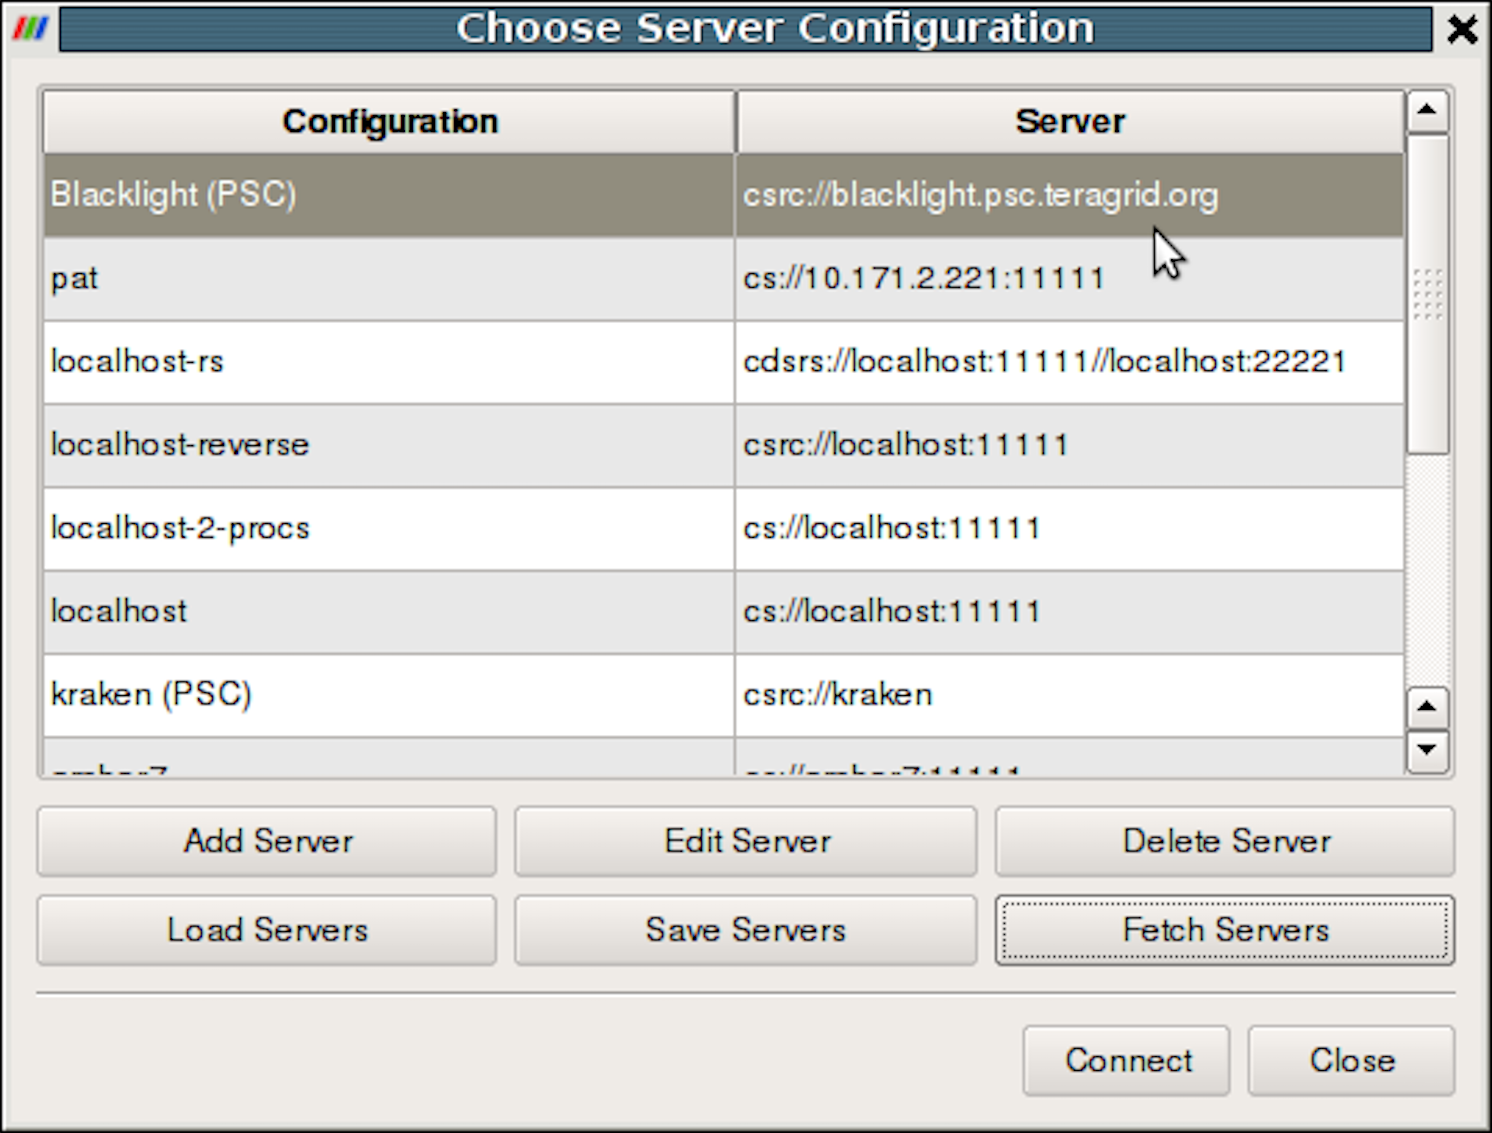 Choose Server Configuration
Configuration Server
Blacklight (PSC) csrc://blacklight.psc.teragrid.org
pat cs://10.171.2.221:11111
localhost-rs cdsrs://localhost:11111//localhost:22221
localhost-reverse csrc://localhost:11111
localhost-2-procs cs://localhost:11111
localhost cs://localhost:11111
kraken (PSC) csrc://kraken
Add Server Edit Server Delete Server
Load Servers Save Servers Fetch Servers
Connect Close